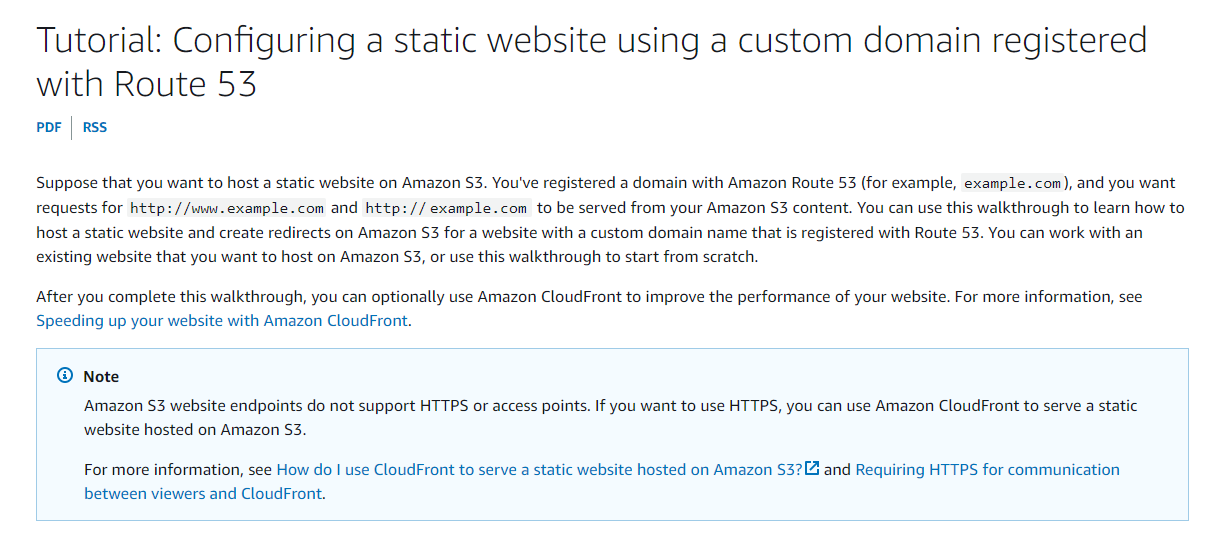 Tutorial: Configuring a static website using a custom domain registered
with Route 53
PDF | RSS
Suppose that you want to host a static website on Amazon S3. You've registered a domain with Amazon Route 53 (for example, example.com), and you want
requests for http://www.example.com and http:// example.com to be served from your Amazon S3 content. You can use this walkthrough to learn how to
host a static website and create redirects on Amazon S3 for a website with a custom domain name that is registered with Route 53. You can work with an
existing website that you want to host on Amazon S3, or use this walkthrough to start from scratch.
After you complete this walkthrough, you can optionally use Amazon CloudFront to improve the performance of your website. For more information, see
Speeding up your website with Amazon CloudFront.
Note
Amazon S3 website endpoints do not support HTTPS or access points. If you want to use HTTPS, you can use Amazon CloudFront to serve a static
website hosted on Amazon S3.
For more information, see How do I use CloudFront to serve a static website hosted on Amazon S3? and Requiring HTTPS for communication
between viewers and CloudFront.